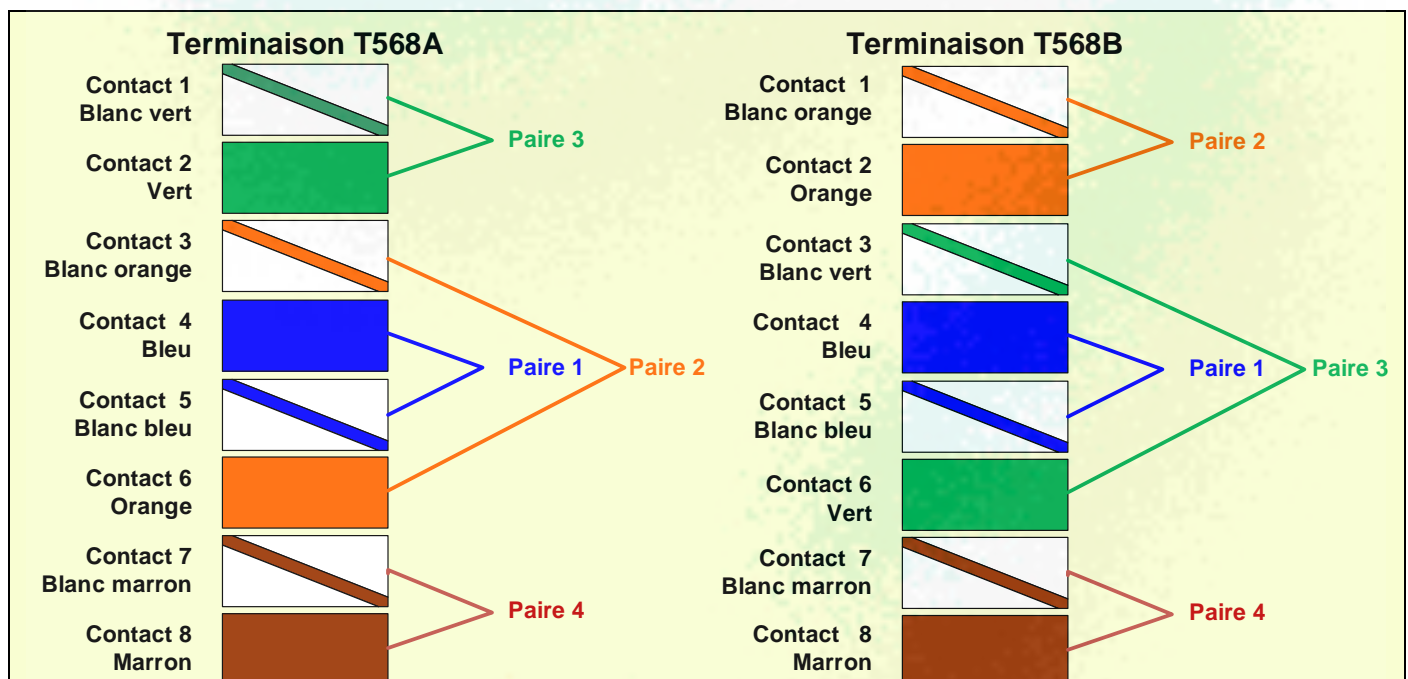 Terminaison T568A
Contact 1
Blanc vert
Contact 2
Vert
Paire 3
Contact 3
Blanc orange
Contact 4
Bleu
Contact 5
Blanc bleu
Paire 1
Contact 6
Orange
Paire 2
Contact 7
Blanc marron
Contact 8
Marron
Paire 4
Terminaison T568B
Contact 1
Blanc orange
Contact 2
Orange
Paire 2
Contact 3
Blanc vert
Contact 4
Bleu
Contact 5
Blanc bleu
Paire 1
Contact 6
Vert
Paire 3
Contact 7
Blanc marron
Contact 8
Marron
Paire 4